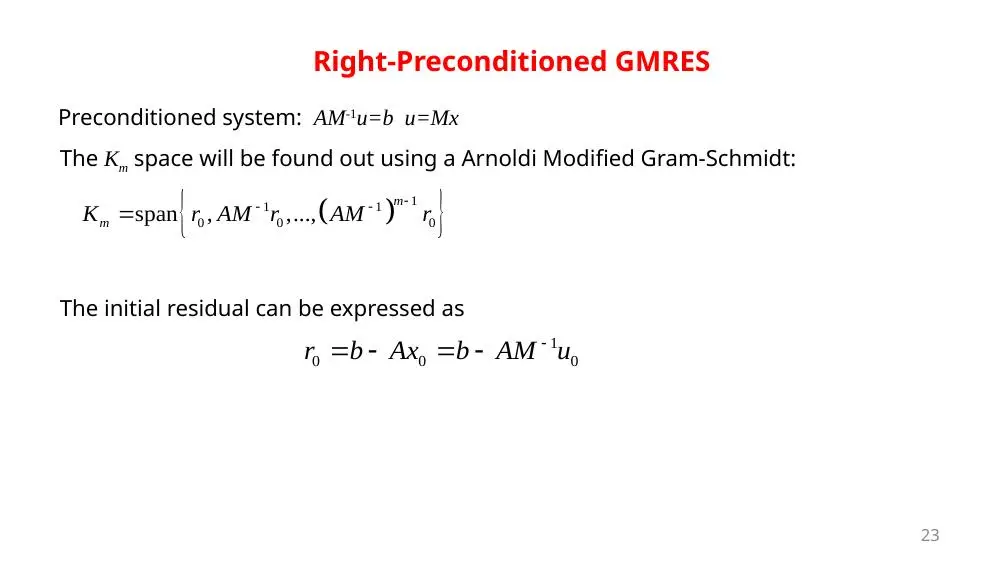 Right-Preconditioned GMRES
Preconditioned system: AM⁻¹u=b u=Mx
The Kₘ space will be found out using a Arnoldi Modified Gram-Schmidt:
Kₘ =span{r₀, AM⁻¹r₀,...,(AM⁻¹)ᵐ⁻¹ r₀}
The initial residual can be expressed as
r₀ =b- Ax₀ =b- AM⁻¹u₀
23